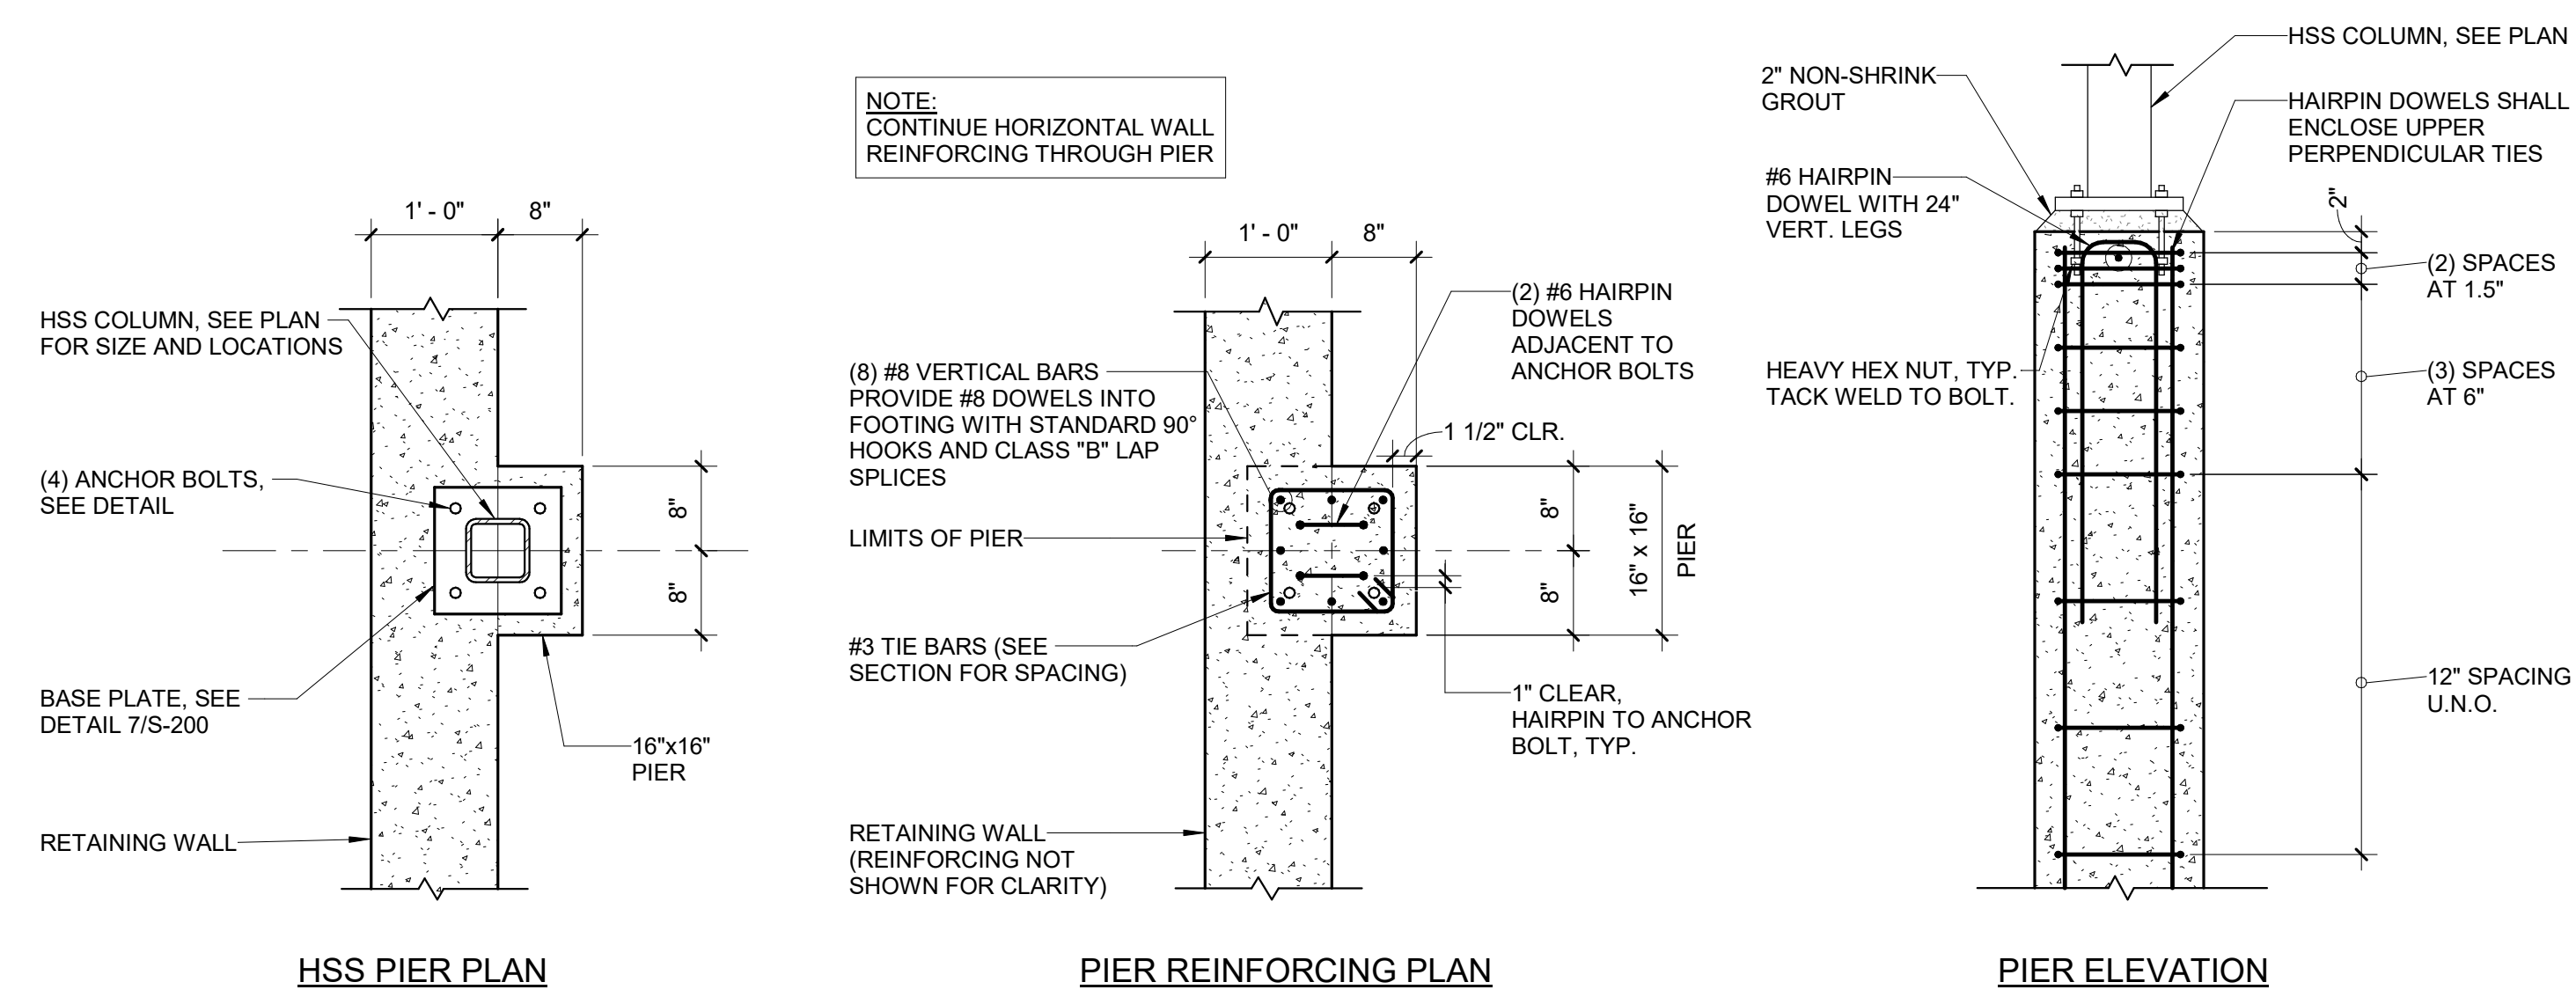 1' - 0"
8"
HSS COLUMN, SEE PLAN
FOR SIZE AND LOCATIONS
(4) ANCHOR BOLTS,
SEE DETAIL
8"
8"
BASE PLATE, SEE
DETAIL 7/S-200
16"x16"
PIER
RETAINING WALL
HSS PIER PLAN
NOTE:
CONTINUE HORIZONTAL WALL
REINFORCING THROUGH PIER
1' - 0"
8"
(2) #6 HAIRPIN
DOWELS
ADJACENT TO
ANCHOR BOLTS
(8) #8 VERTICAL BARS
PROVIDE #8 DOWELS INTO
FOOTING WITH STANDARD 90°
HOOKS AND CLASS "B" LAP
SPLICES
1 1/2" CLR.
LIMITS OF PIER
8"
8"
16" x 16"
PIER
#3 TIE BARS (SEE
SECTION FOR SPACING)
1" CLEAR,
HAIRPIN TO ANCHOR
BOLT, TYP.
RETAINING WALL
(REINFORCING NOT
SHOWN FOR CLARITY)
PIER REINFORCING PLAN
HSS COLUMN, SEE PLAN
2" NON-SHRINK
GROUT
HAIRPIN DOWELS SHALL
ENCLOSE UPPER
PERPENDICULAR TIES
#6 HAIRPIN
DOWEL WITH 24"
VERT. LEGS
2"
(2) SPACES
AT 1.5"
HEAVY HEX NUT, TYP.
TACK WELD TO BOLT.
(3) SPACES
AT 6"
12" SPACING
U.N.O.
PIER ELEVATION